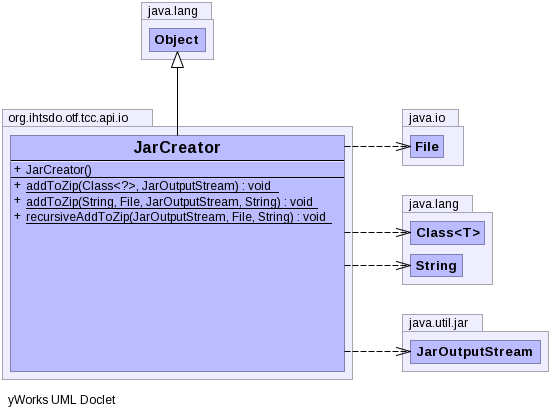 java.lang
Object
org.ihtsdo.otf.tcc.api.io
JarCreator
+ JarCreator()
+ addToZip(Class<?>, JarOutputStream) : void
+ addToZip(String, File, JarOutputStream, String) : void
+ recursiveAddToZip(JarOutputStream, File, String) : void
java.io
File
java.lang
Class<T>
String
java.util.jar
JarOutputStream
yWorks UML Doclet